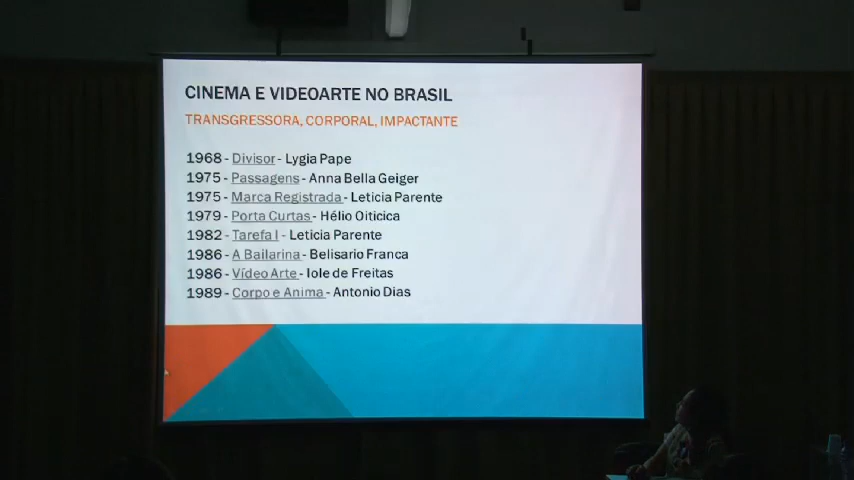 CINEMA E VIDEOARTE NO BRASIL
TRANSGRESSORA, CORPORAL, IMPACTANTE
1968 - Divisor - Lygia Pape
1975 - Passagens - Anna Bella Geiger
1975 - Marca Registrada - Leticia Parente
1979 - Porta Curtas - Hélio Oiticica
1982 - Tarefa I - Leticia Parente
1986 - A Bailarina - Belisario Franca
1986 - Vídeo Arte - Iole de Freitas
1989 - Corpo e Anima - Antonio Dias